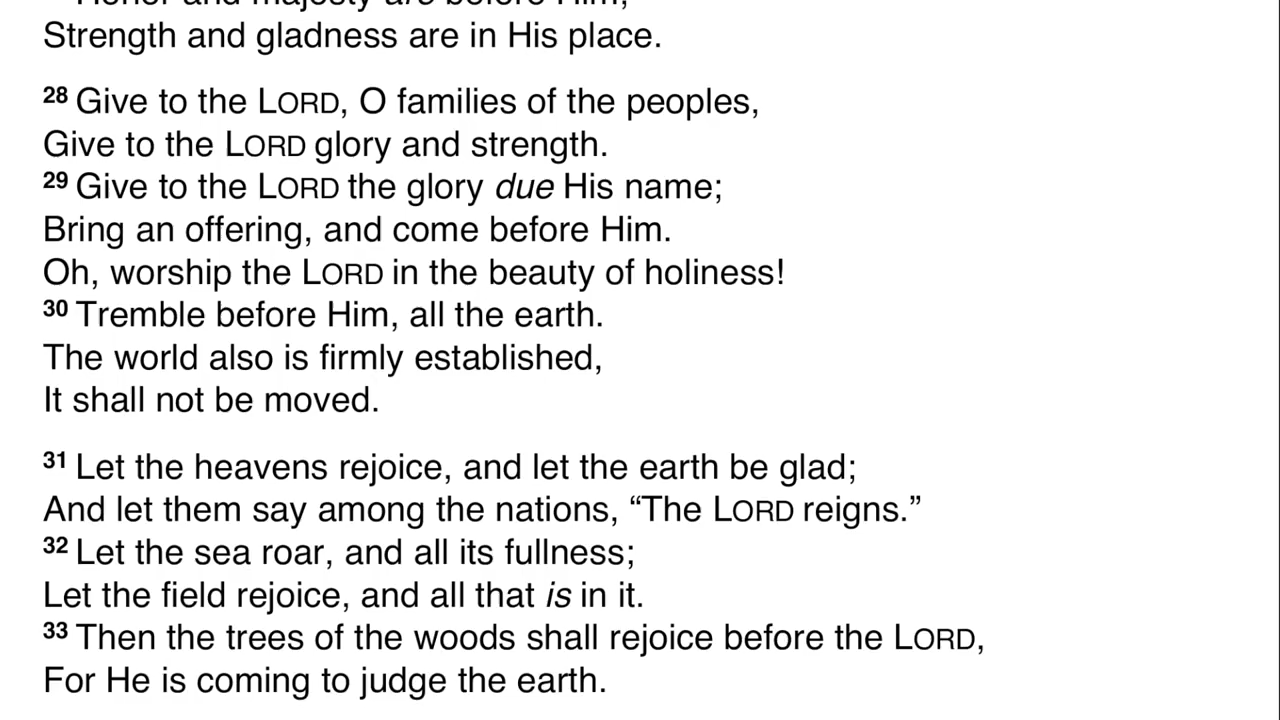 Honor and majesty are before Him;
Strength and gladness are in His place.
28 Give to the LORD, O families of the peoples,
Give to the LORD glory and strength.
29 Give to the LORD the glory due His name;
Bring an offering, and come before Him.
Oh, worship the LORD in the beauty of holiness!
30 Tremble before Him, all the earth.
The world also is firmly established,
It shall not be moved.
31 Let the heavens rejoice, and let the earth be glad;
And let them say among the nations, “The LORD reigns.”
32 Let the sea roar, and all its fullness;
Let the field rejoice, and all that is in it.
33 Then the trees of the woods shall rejoice before the LORD,
For He is coming to judge the earth.